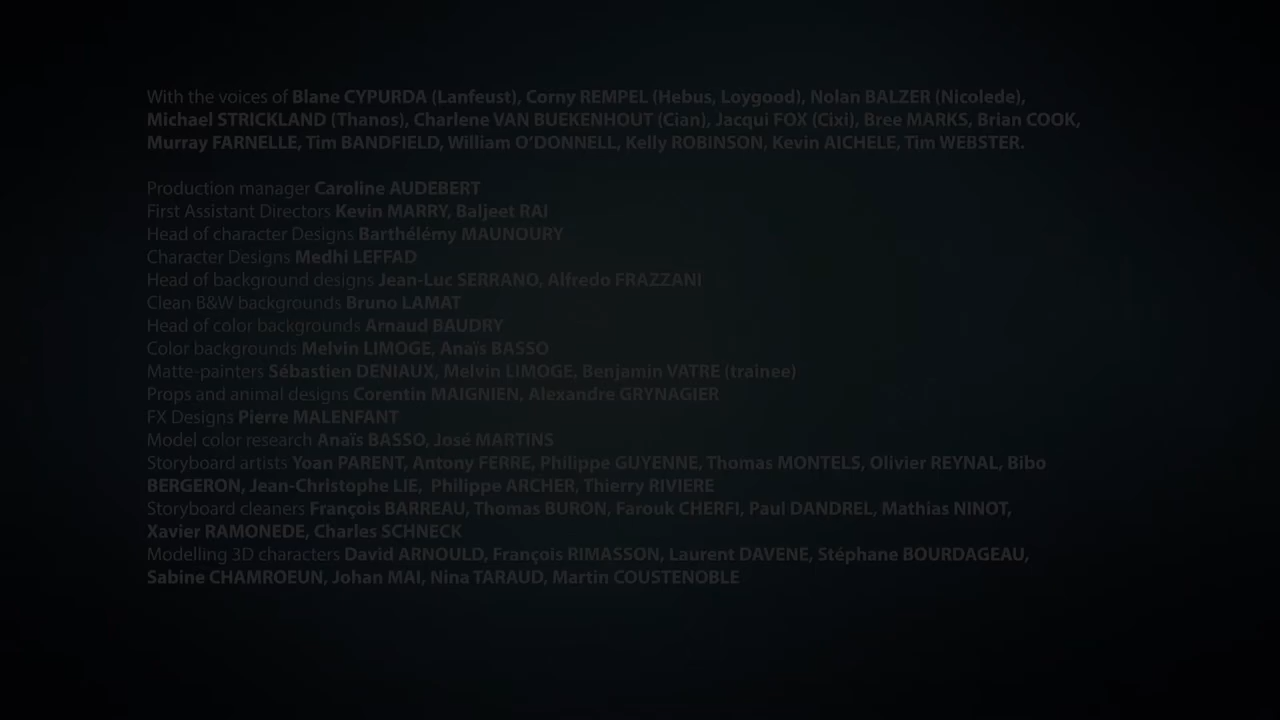 With the voices of Blane CYPURDA (Lanfeust), Corny REMPEL (Hebus, Loygood), Nolan BALZER (Nicolede),
Michael STRICKLAND (Thanos), Charlene VAN BUEKENHOUT (Cian), Jacqui FOX (Cixi), Bree MARKS, Brian COOK,
Murray FARNELLE, Tim BANDFIELD, William O'DONNELL, Kelly ROBINSON, Kevin AICHELE, Tim WEBSTER.
Production manager Caroline AUDEBERT
First Assistant Directors Kevin MARRY, Baljeet RAI
Head of character Designs Barthélémy MAUNOURY
Character Designs Medhi LEFFAD
Head of background designs Jean-Luc SERRANO, Alfredo FRAZZANI
Clean B&W backgrounds Bruno LAMAT
Head of color backgrounds Arnaud BAUDRY
Color backgrounds Melvin LIMOGE, Anaïs BASSO
Matte-painters Sébastien DENIAUX, Melvin LIMOGE, Benjamin VATRE (trainee)
Props and animal designs Corentin MAIGNIEN, Alexandre GRYNAGIER
FX Designs Pierre MALENFANT
Model color research Anaïs BASSO, José MARTINS
Storyboard artists Yoan PARENT, Antony FERRE, Philippe GUYENNE, Thomas MONTELS, Olivier REYNAL, Bibo
BERGERON, Jean-Christophe LIE, Philippe ARCHER, Thierry RIVIERE
Storyboard cleaners François BARREAU, Thomas BURON, Farouk CHERFI, Paul DANDREL, Mathias NINOT,
Xavier RAMONEDE, Charles SCHNECK
Modelling 3D characters David ARNOULD, François RIMASSON, Laurent DAVENE, Stéphane BOURDAGEAU,
Sabine CHAMROEUN, Johan MAI, Nina TARAUD, Martin COUSTENOBLE